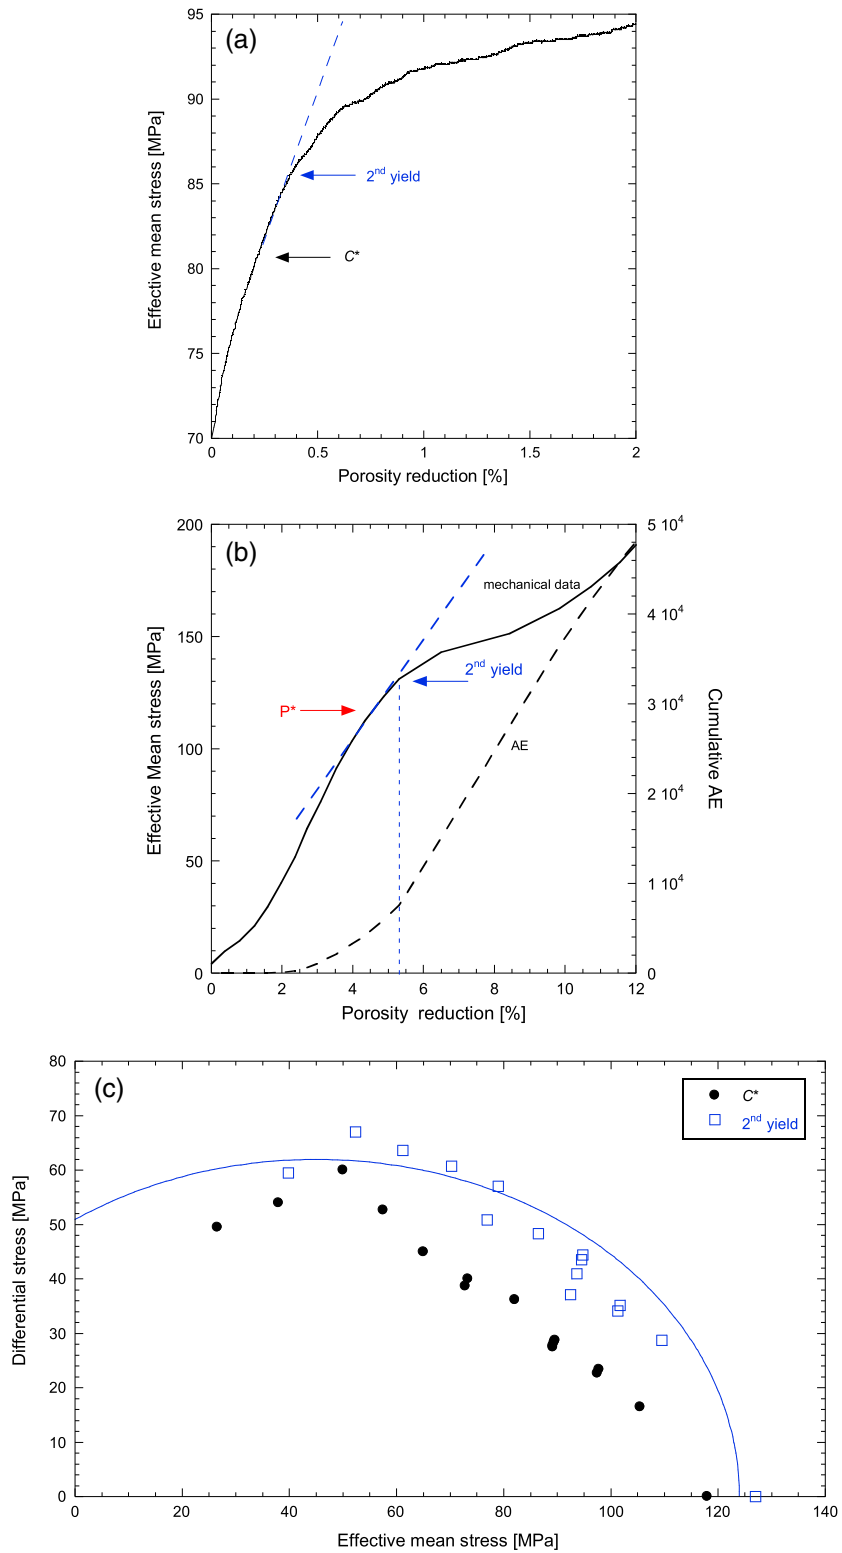 (a)
95
90
85
80
75
70
Effective mean stress [MPa]
2nd yield
C*
0
0.5
1
1.5
2
Porosity reduction [%]
(b)
200
150
100
50
0
Effective Mean stress [MPa]
mechanical data
2nd yield
P*
AE
5 10^4
4 10^4
3 10^4
2 10^4
1 10^4
0
Cumulative AE
0
2
4
6
8
10
12
Porosity reduction [%]
(c)
80
70
60
50
40
30
20
10
0
Differential stress [MPa]
C*
2nd yield
0
20
40
60
80
100
120
140
Effective mean stress [MPa]